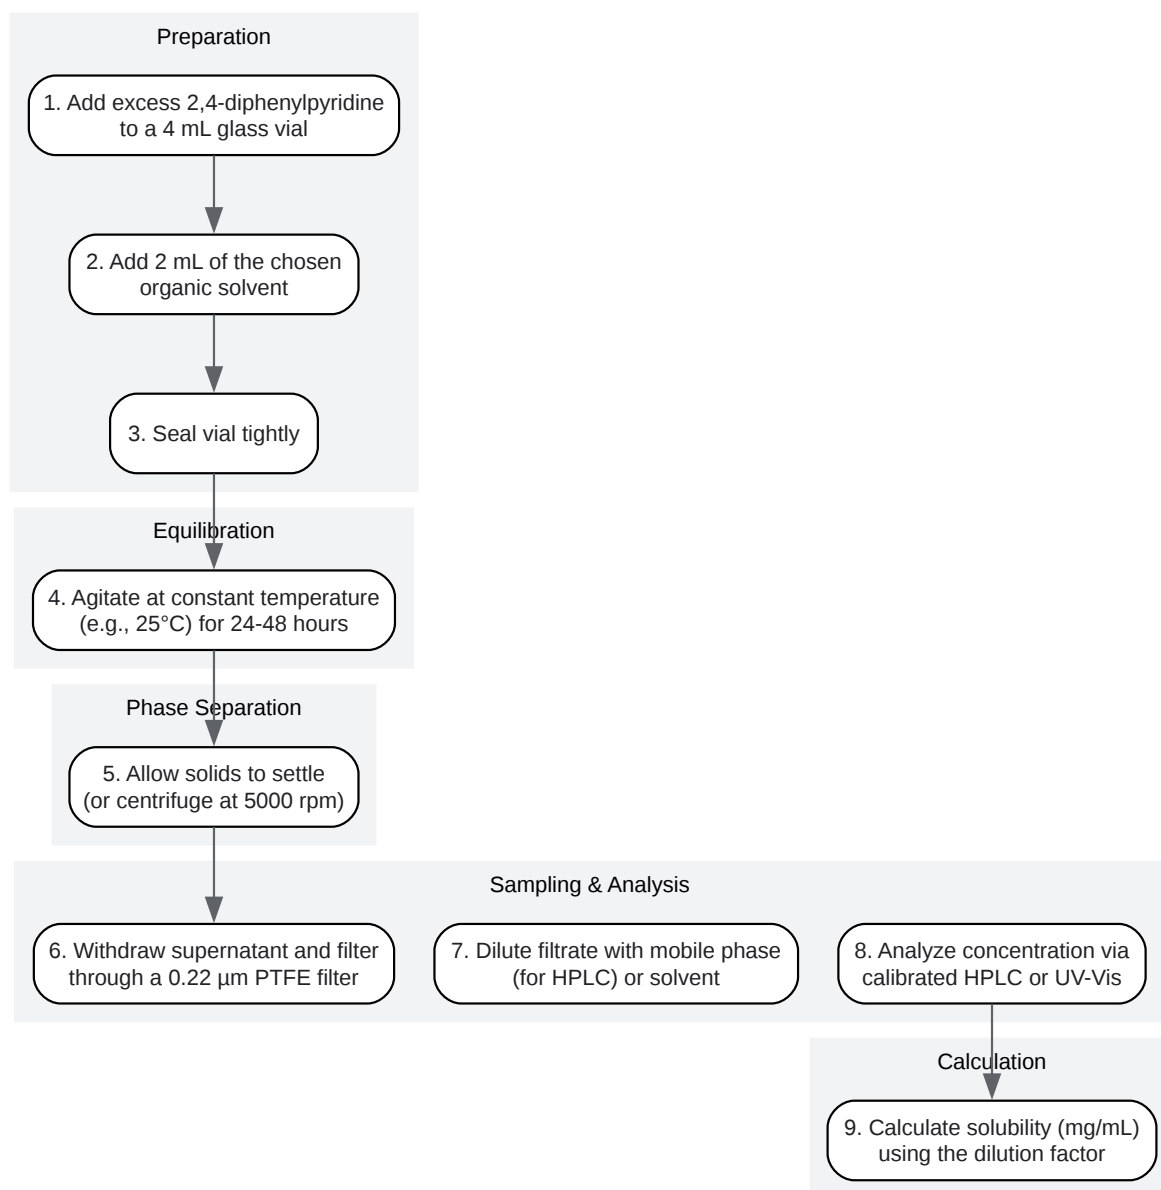 Preparation
1. Add excess 2,4-diphenylpyridine
to a 4 mL glass vial
2. Add 2 mL of the chosen
organic solvent
3. Seal vial tightly
Equilibration
4. Agitate at constant temperature
(e.g., 25°C) for 24-48 hours
Phase Separation
5. Allow solids to settle
(or centrifuge at 5000 rpm)
Sampling & Analysis
6. Withdraw supernatant and filter
through a 0.22 µm PTFE filter
7. Dilute filtrate with mobile phase
(for HPLC) or solvent
8. Analyze concentration via
calibrated HPLC or UV-Vis
Calculation
9. Calculate solubility (mg/mL)
using the dilution factor